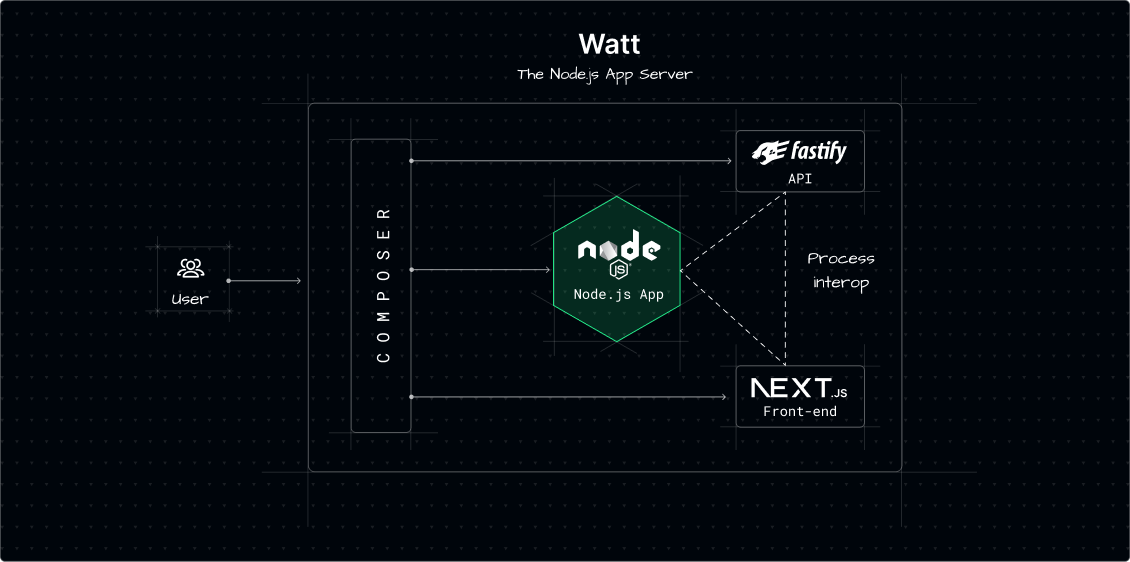 Watt
The Node.js App Server
User
COMPOSER
fastify
API
node
JS
Node.js App
Process
interop
NEXT.JS
Front-end